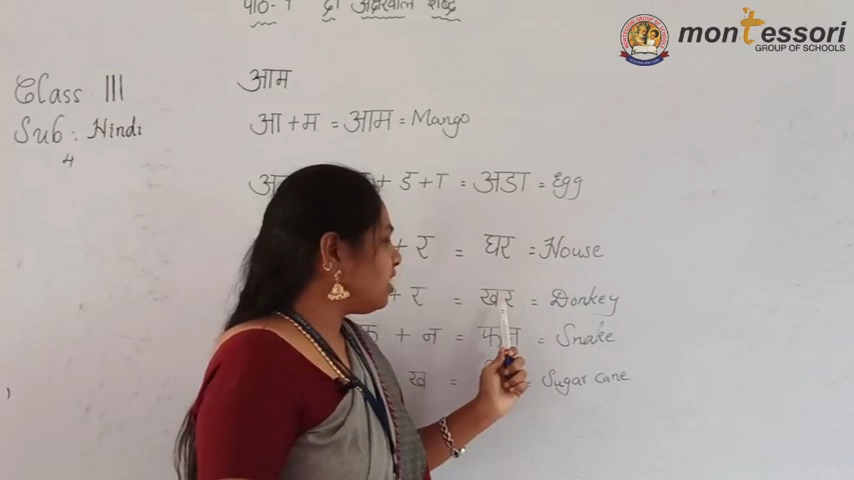 पाठ-1 दो अक्षरवाले शब्द
montessori
GROUP OF SCHOOLS
Class III
Sub: Hindi
4
आम
आ + म = आम = Mango
+ ड + ा = अडा = Egg
+ र = घर = House
+ र = खर = Donkey
+ न = फन = Snake
ख = = Sugar cane